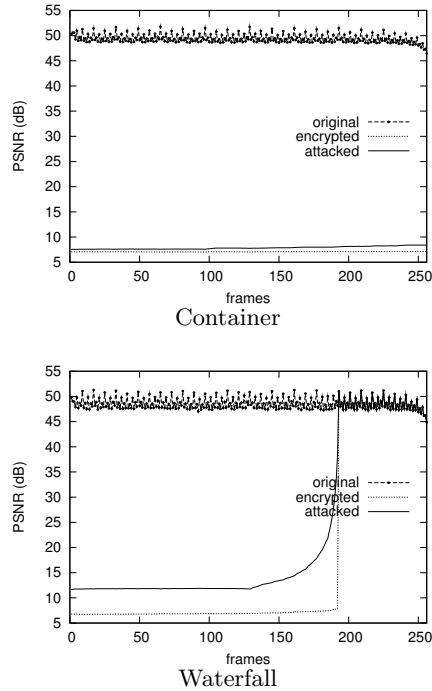 55
50
45
40
35
30
25
20
15
10
5
PSNR (dB)
original
encrypted
attacked
0 50 100 150 200 250
frames
Container
55
50
45
40
35
30
25
20
15
10
5
PSNR (dB)
original
encrypted
attacked
0 50 100 150 200 250
frames
Waterfall